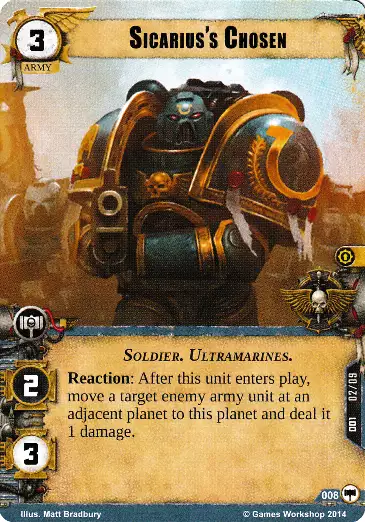 3
SICARIUS'S CHOSEN
ARMY
SOLDIER. ULTRAMARINES.
2
Reaction: After this unit enters play,
move a target enemy army unit at an
adjacent planet to this planet and deal it
1 damage.
3
001 02/09
008
Illus. Matt Bradbury
© Games Workshop 2014